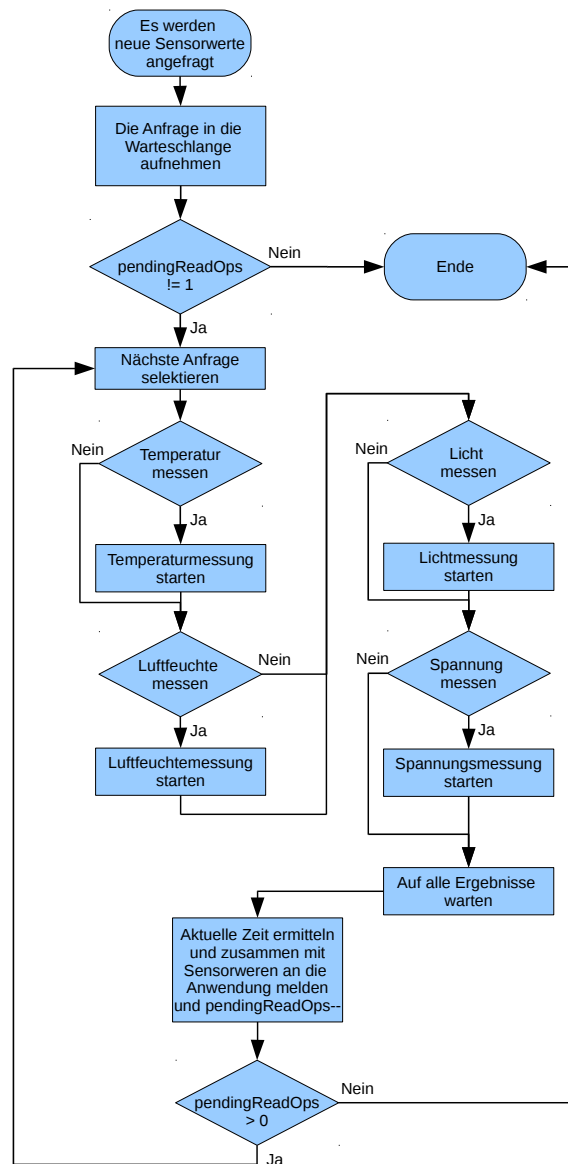 Es werden
neue Sensorwerte
angefragt
Die Anfrage in die
Warteschlange
aufnehmen
pendingReadOps
!= 1
Nein
Ende
Ja
Nächste Anfrage
selektieren
Nein
Temperatur
messen
Ja
Temperaturmessung
starten
Luftfeuchte
messen
Nein
Ja
Luftfeuchtemessung
starten
Nein
Licht
messen
Ja
Lichtmessung
starten
Nein
Spannung
messen
Ja
Spannungsmessung
starten
Auf alle Ergebnisse
warten
Aktuelle Zeit ermitteln
und zusammen mit
Sensorweren an die
Anwendung melden
und pendingReadOps--
pendingReadOps
> 0
Nein
Ja